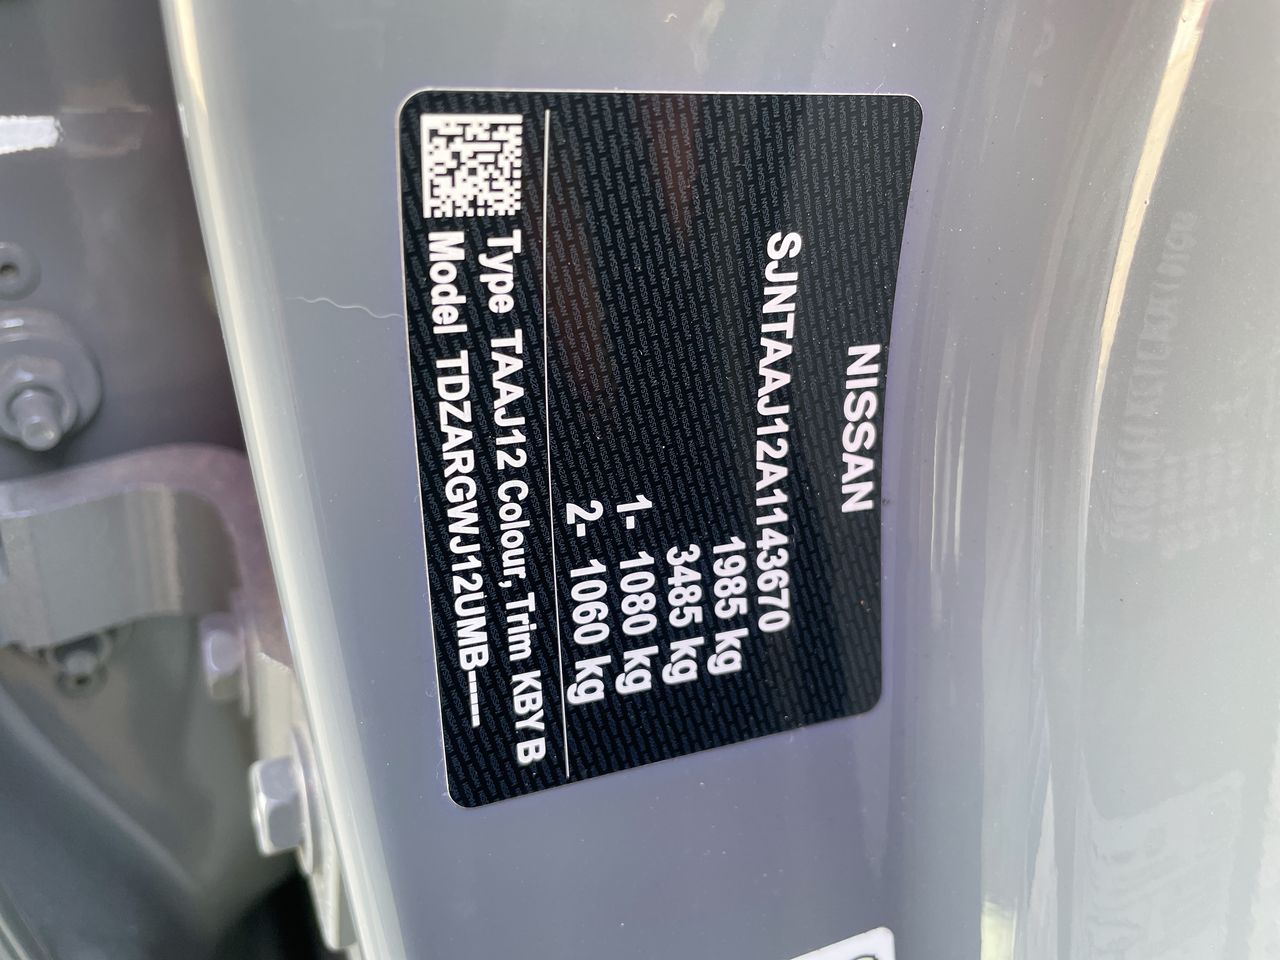 NISSAN
SJNTAAJ12A1143670
1985 kg
3485 kg
1- 1080 kg
2- 1060 kg
Type TAAJ12 Colour, Trim KBY B
Model TDZARGWJ12UMB----